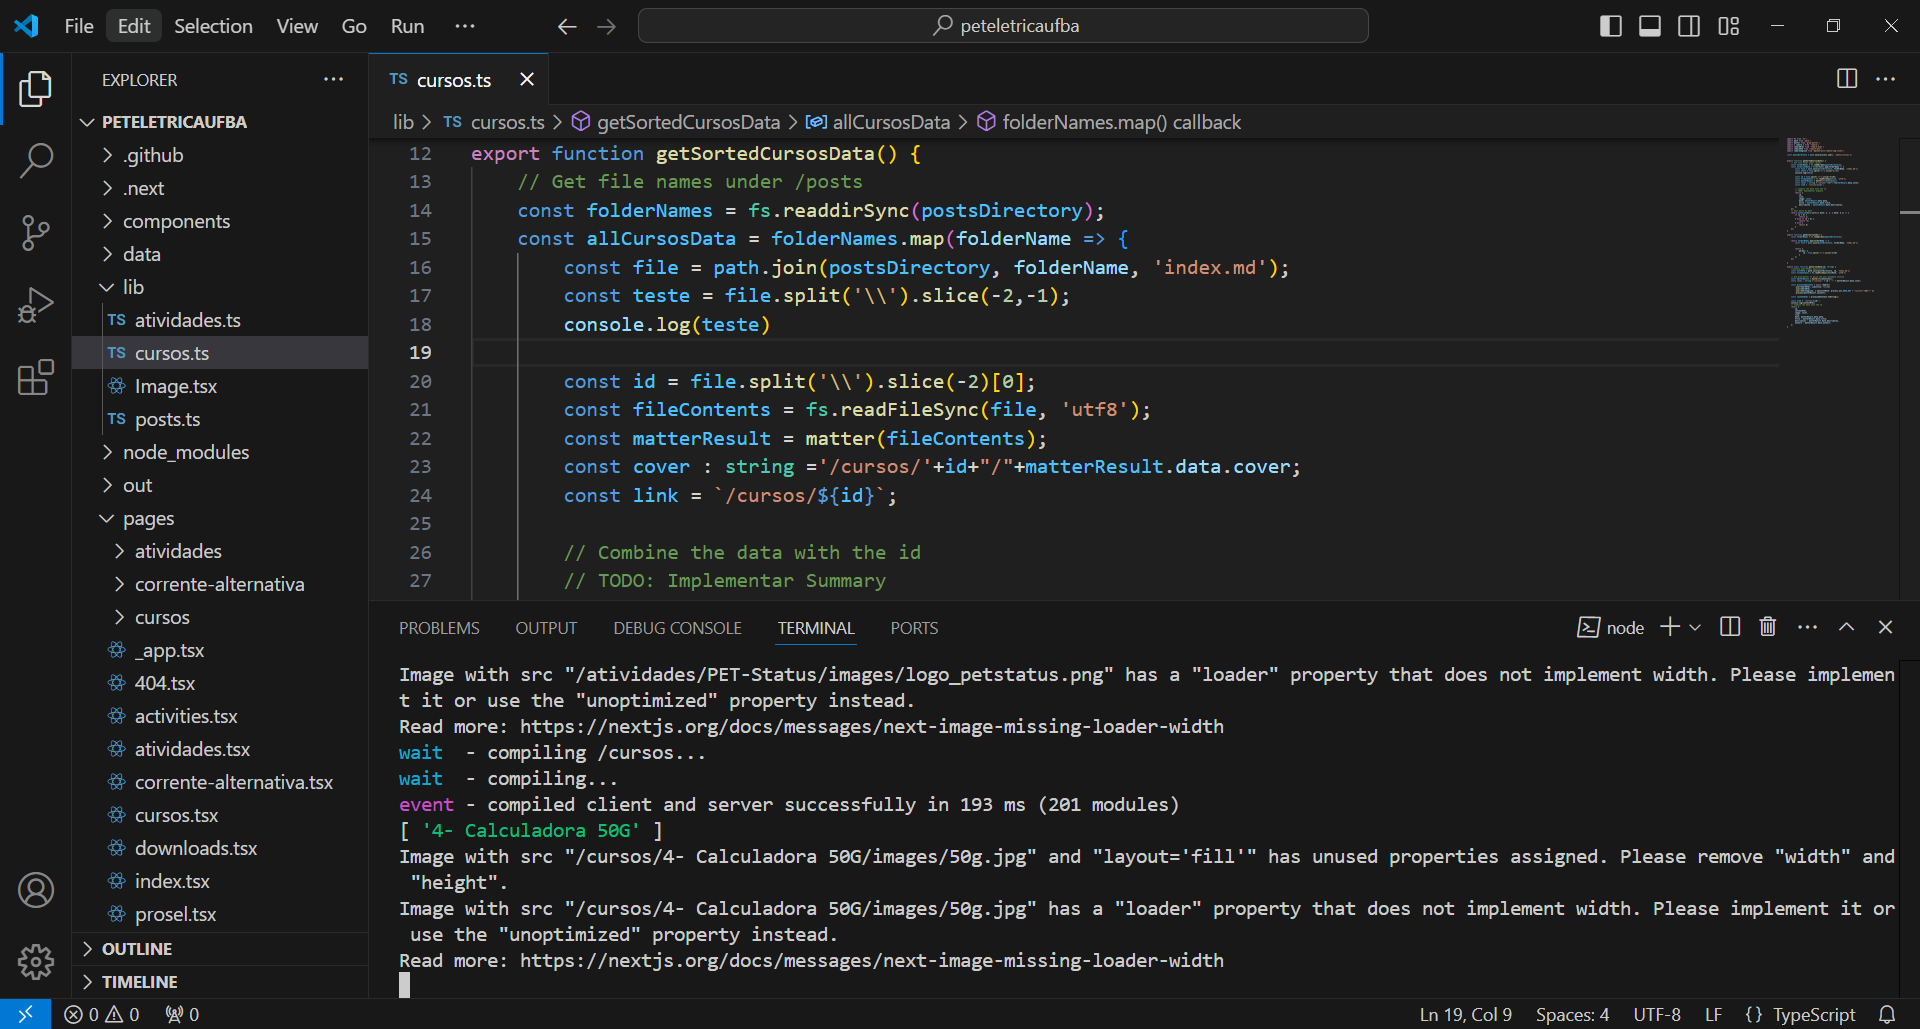 File Edit Selection View Go Run ··· peteletricaufba
EXPLORER
PETELETRICAUFBA
.github
.next
components
data
lib
TS atividades.ts
TS cursos.ts
Image.tsx
TS posts.ts
node_modules
out
pages
atividades
corrente-alternativa
cursos
_app.tsx
404.tsx
activities.tsx
atividades.tsx
corrente-alternativa.tsx
cursos.tsx
downloads.tsx
index.tsx
prosel.tsx
OUTLINE
TIMELINE
TS cursos.ts
lib > TS cursos.ts > getSortedCursosData > allCursosData > folderNames.map() callback
12 export function getSortedCursosData() {
13 // Get file names under /posts
14 const folderNames = fs.readdirSync(postsDirectory);
15 const allCursosData = folderNames.map(folderName => {
16 const file = path.join(postsDirectory, folderName, 'index.md');
17 const teste = file.split('\\').slice(-2,-1);
18 console.log(teste)
19
20 const id = file.split('\\').slice(-2)[0];
21 const fileContents = fs.readFileSync(file, 'utf8');
22 const matterResult = matter(fileContents);
23 const cover : string ='/cursos/'+id+"/"+matterResult.data.cover;
24 const link = `/cursos/${id}`;
25
26 // Combine the data with the id
27 // TODO: Implementar Summary
PROBLEMS OUTPUT DEBUG CONSOLE TERMINAL PORTS node
Image with src "/atividades/PET-Status/images/logo_petstatus.png" has a "loader" property that does not implement width. Please implemen
t it or use the "unoptimized" property instead.
Read more: https://nextjs.org/docs/messages/next-image-missing-loader-width
wait - compiling /cursos...
wait - compiling...
event - compiled client and server successfully in 193 ms (201 modules)
[ '4- Calculadora 50G' ]
Image with src "/cursos/4- Calculadora 50G/images/50g.jpg" and "layout='fill'" has unused properties assigned. Please remove "width" and
"height".
Image with src "/cursos/4- Calculadora 50G/images/50g.jpg" has a "loader" property that does not implement width. Please implement it or
use the "unoptimized" property instead.
Read more: https://nextjs.org/docs/messages/next-image-missing-loader-width
0 0 0 Ln 19, Col 9 Spaces: 4 UTF-8 LF {} TypeScript